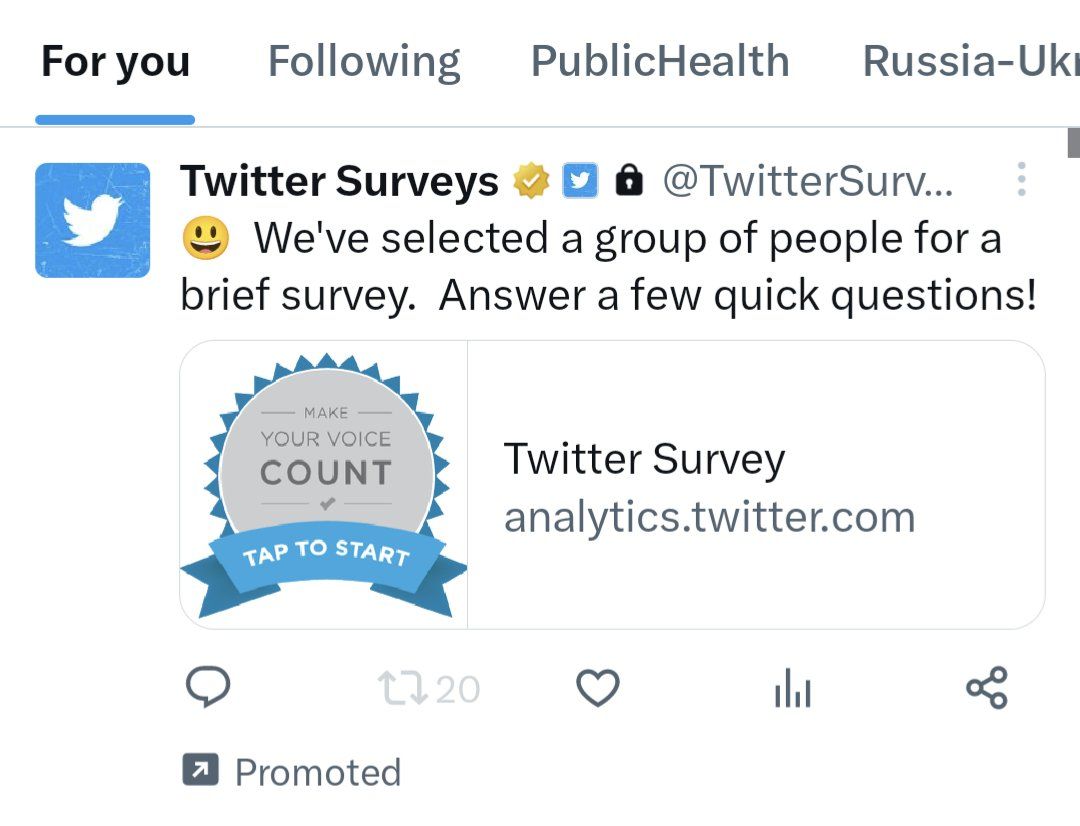 For you Following PublicHealth Russia-Ukr
Twitter Surveys @TwitterSurv...
😃 We've selected a group of people for a
brief survey. Answer a few quick questions!
MAKE
YOUR VOICE
COUNT
TAP TO START
Twitter Survey
analytics.twitter.com
20
Promoted